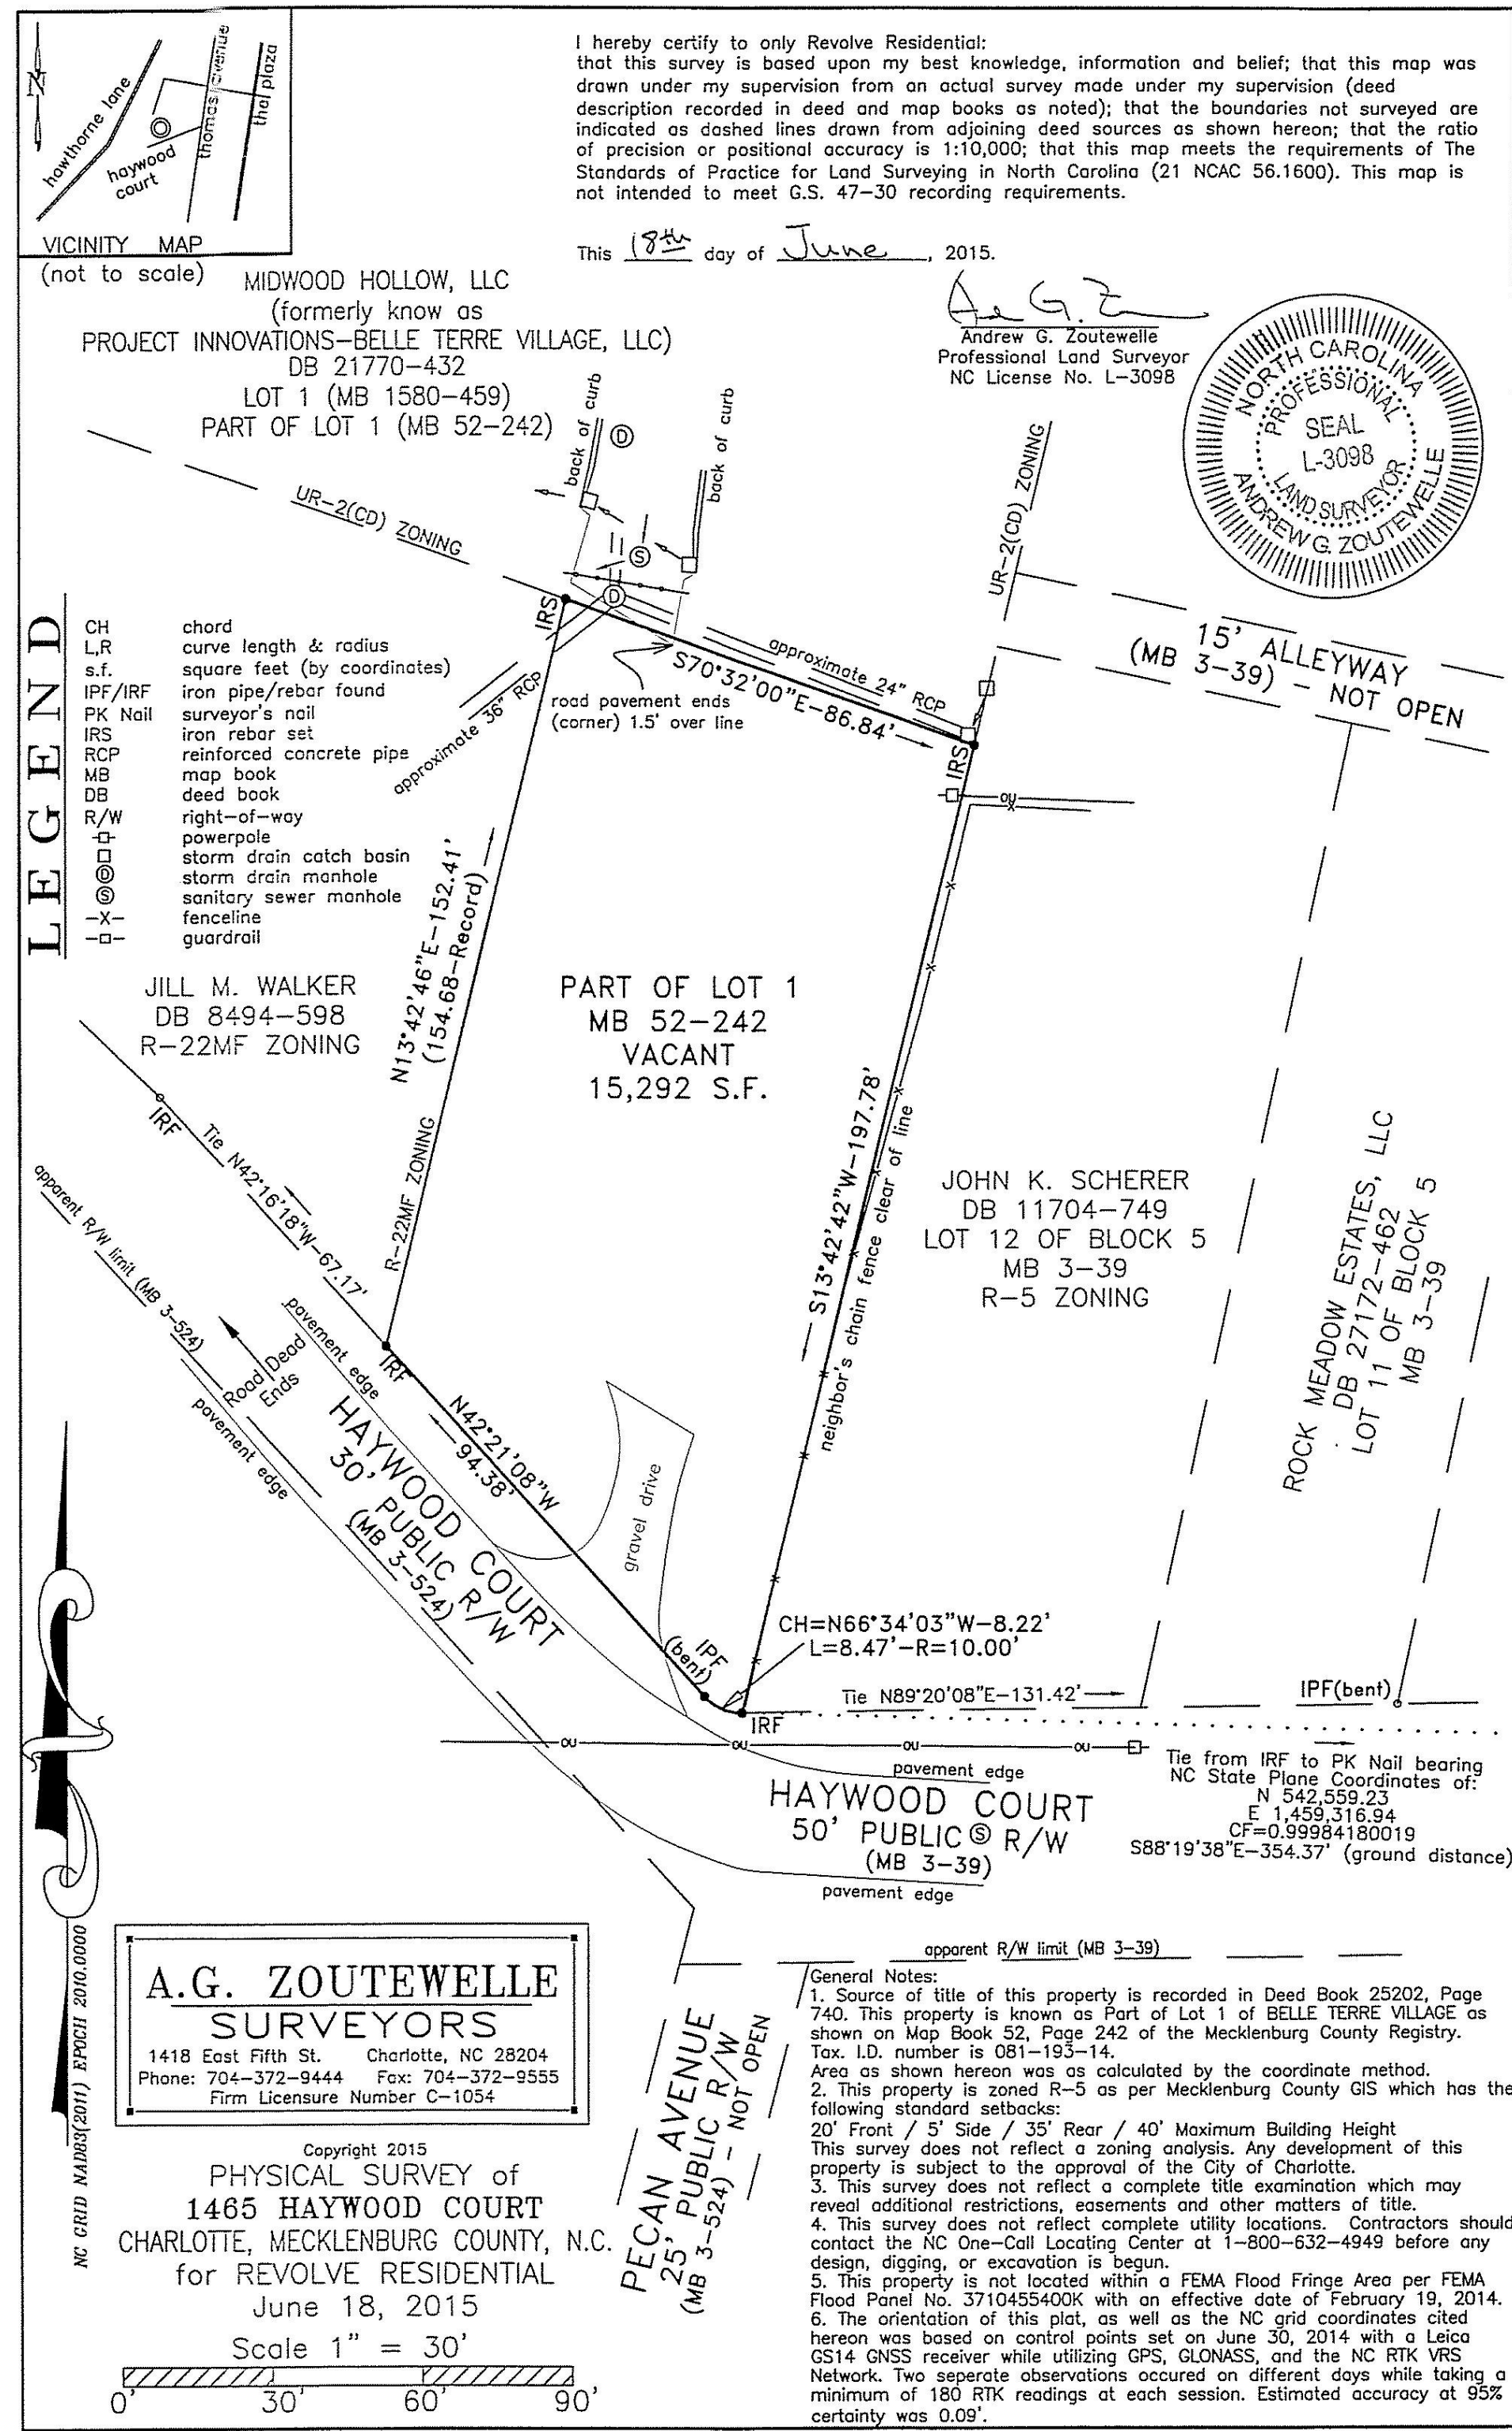 N
hawthorne lane
haywood
court
thomas avenue
thal plaza
VICINITY MAP
(not to scale)
I hereby certify to only Revolve Residential:
that this survey is based upon my best knowledge, information and belief; that this map was
drawn under my supervision from an actual survey made under my supervision (deed
description recorded in deed and map books as noted); that the boundaries not surveyed are
indicated as dashed lines drawn from adjoining deed sources as shown hereon; that the ratio
of precision or positional accuracy is 1:10,000; that this map meets the requirements of The
Standards of Practice for Land Surveying in North Carolina (21 NCAC 56.1600). This map is
not intended to meet G.S. 47-30 recording requirements.
This 18th day of June, 2015.
Andrew G. Zoutewelle
Professional Land Surveyor
NC License No. L-3098
NORTH CAROLINA
PROFESSIONAL
SEAL
L-3098
LAND SURVEYOR
ANDREW G. ZOUTEWELLE
MIDWOOD HOLLOW, LLC
(formerly know as
PROJECT INNOVATIONS-BELLE TERRE VILLAGE, LLC)
DB 21770-432
LOT 1 (MB 1580-459)
PART OF LOT 1 (MB 52-242)
back of curb
D
back of curb
S
D
UR-2(CD) ZONING
UR-2(CD) ZONING
15' ALLEYWAY
(MB 3-39) - NOT OPEN
IRS
approximate 24" RCP
S70°32'00"E-86.84'
road pavement ends
(corner) 1.5' over line
approximate 36" RCP
IRS
OU
LEGEND
CH chord
L,R curve length & radius
s.f. square feet (by coordinates)
IPF/IRF iron pipe/rebar found
PK Nail surveyor's nail
IRS iron rebar set
RCP reinforced concrete pipe
MB map book
DB deed book
R/W right-of-way
powerpole
storm drain catch basin
D storm drain manhole
S sanitary sewer manhole
-X- fenceline
guardrail
N13°42'46"E-152.41'
(154.68-Record)
R-22MF ZONING
JILL M. WALKER
DB 8494-598
R-22MF ZONING
PART OF LOT 1
MB 52-242
VACANT
15,292 S.F.
S13°42'42"W-197.78'
neighbor's chain fence clear of line
JOHN K. SCHERER
DB 11704-749
LOT 12 OF BLOCK 5
MB 3-39
R-5 ZONING
ROCK MEADOW ESTATES, LLC
DB 27172-462
LOT 11 OF BLOCK 5
MB 3-39
IRF
Tie N42°16'18"W-67.17'
apparent R/W limit (MB 3-524)
pavement edge
Road Dead
Ends
pavement edge
IRF
N42°21'08"W
94.38'
HAYWOOD COURT
30' PUBLIC R/W
(MB 3-524)
gravel drive
IPF
(bent)
CH=N66°34'03"W-8.22'
L=8.47'-R=10.00'
Tie N89°20'08"E-131.42'
IPF(bent)
IRF
OU OU OU OU
pavement edge
HAYWOOD COURT
50' PUBLIC S R/W
(MB 3-39)
pavement edge
Tie from IRF to PK Nail bearing
NC State Plane Coordinates of:
N 542,559.23
E 1,459,316.94
CF=0.99984180019
S88°19'38"E-354.37' (ground distance)
apparent R/W limit (MB 3-39)
PECAN AVENUE
25' PUBLIC R/W
(MB 3-524) - NOT OPEN
NC GRID NAD83(2011) EPOCH 2010.0000
A.G. ZOUTEWELLE
SURVEYORS
1418 East Fifth St. Charlotte, NC 28204
Phone: 704-372-9444 Fax: 704-372-9555
Firm Licensure Number C-1054
Copyright 2015
PHYSICAL SURVEY of
1465 HAYWOOD COURT
CHARLOTTE, MECKLENBURG COUNTY, N.C.
for REVOLVE RESIDENTIAL
June 18, 2015
Scale 1" = 30'
0' 30' 60' 90'
General Notes:
1. Source of title of this property is recorded in Deed Book 25202, Page
740. This property is known as Part of Lot 1 of BELLE TERRE VILLAGE as
shown on Map Book 52, Page 242 of the Mecklenburg County Registry.
Tax. I.D. number is 081-193-14.
Area as shown hereon was as calculated by the coordinate method.
2. This property is zoned R-5 as per Mecklenburg County GIS which has the
following standard setbacks:
20' Front / 5' Side / 35' Rear / 40' Maximum Building Height
This survey does not reflect a zoning analysis. Any development of this
property is subject to the approval of the City of Charlotte.
3. This survey does not reflect a complete title examination which may
reveal additional restrictions, easements and other matters of title.
4. This survey does not reflect complete utility locations. Contractors should
contact the NC One-Call Locating Center at 1-800-632-4949 before any
design, digging, or excavation is begun.
5. This property is not located within a FEMA Flood Fringe Area per FEMA
Flood Panel No. 3710455400K with an effective date of February 19, 2014.
6. The orientation of this plat, as well as the NC grid coordinates cited
hereon was based on control points set on June 30, 2014 with a Leica
GS14 GNSS receiver while utilizing GPS, GLONASS, and the NC RTK VRS
Network. Two seperate observations occured on different days while taking a
minimum of 180 RTK readings at each session. Estimated accuracy at 95%
certainty was 0.09'.